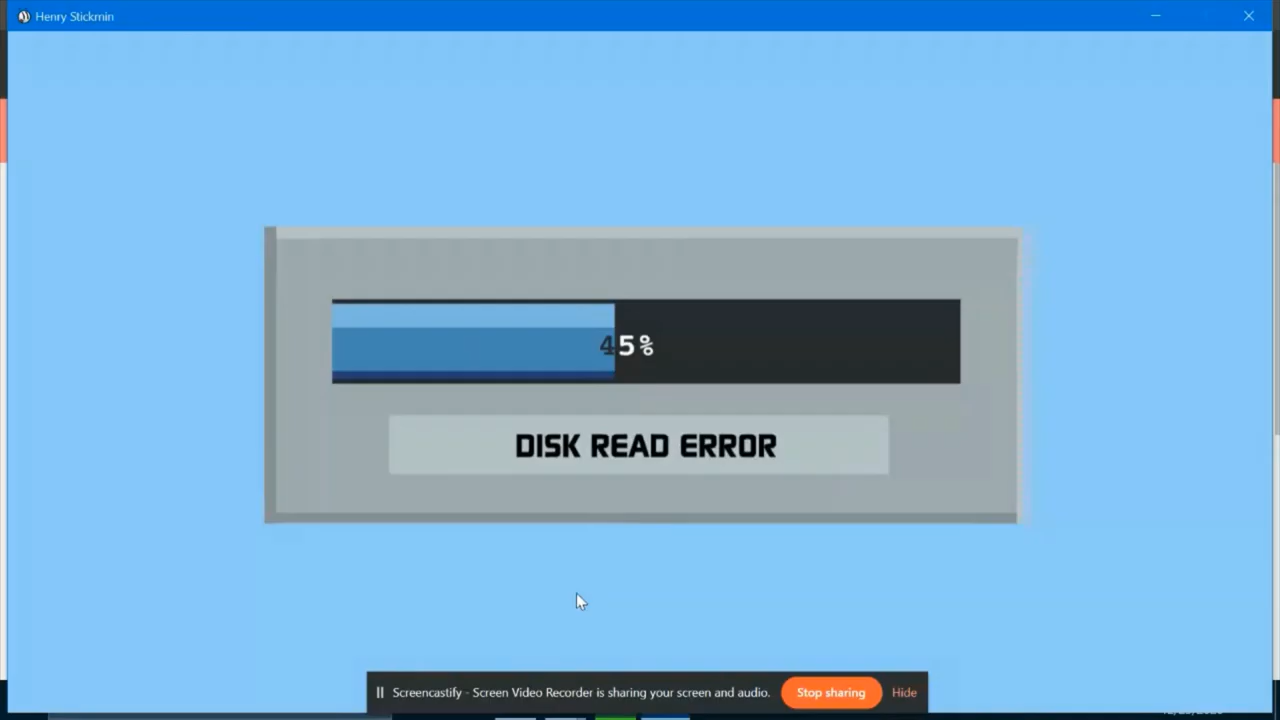 Henry Stickmin
45%
DISK READ ERROR
Screencastify - Screen Video Recorder is sharing your screen and audio.
Stop sharing
Hide